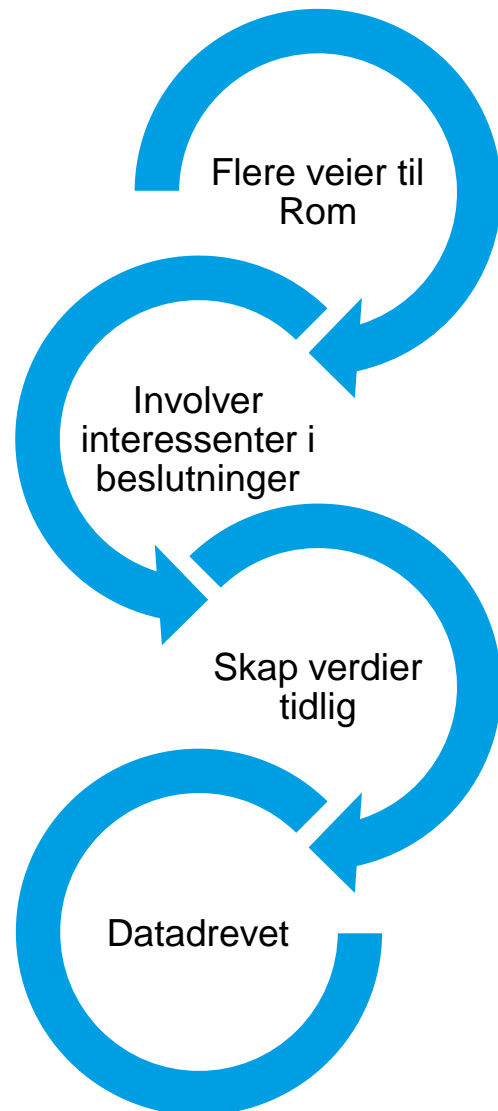 Flere veier til
Rom
Involver
interessenter i
beslutninger
Skap verdier
tidlig
Datadrevet